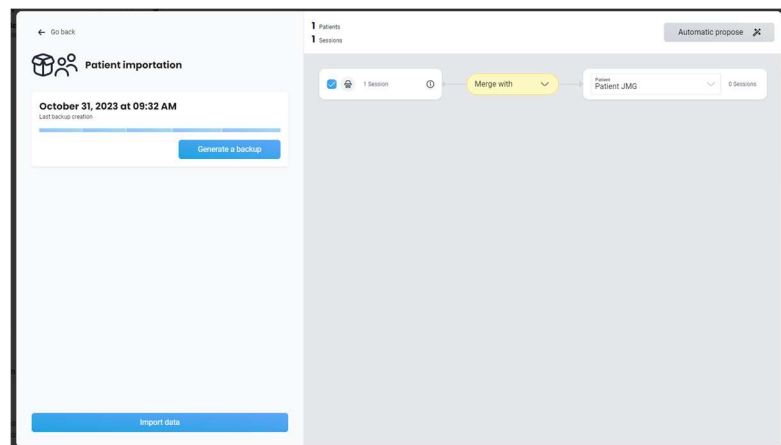 Go back
Patient importation
October 31, 2023 at 09:32 AM
Last backup creation
Generate a backup
Import data
1 Patients
1 Sessions
Automatic propose
1 Session
Merge with
Patient
Patient JMG
0 Sessions